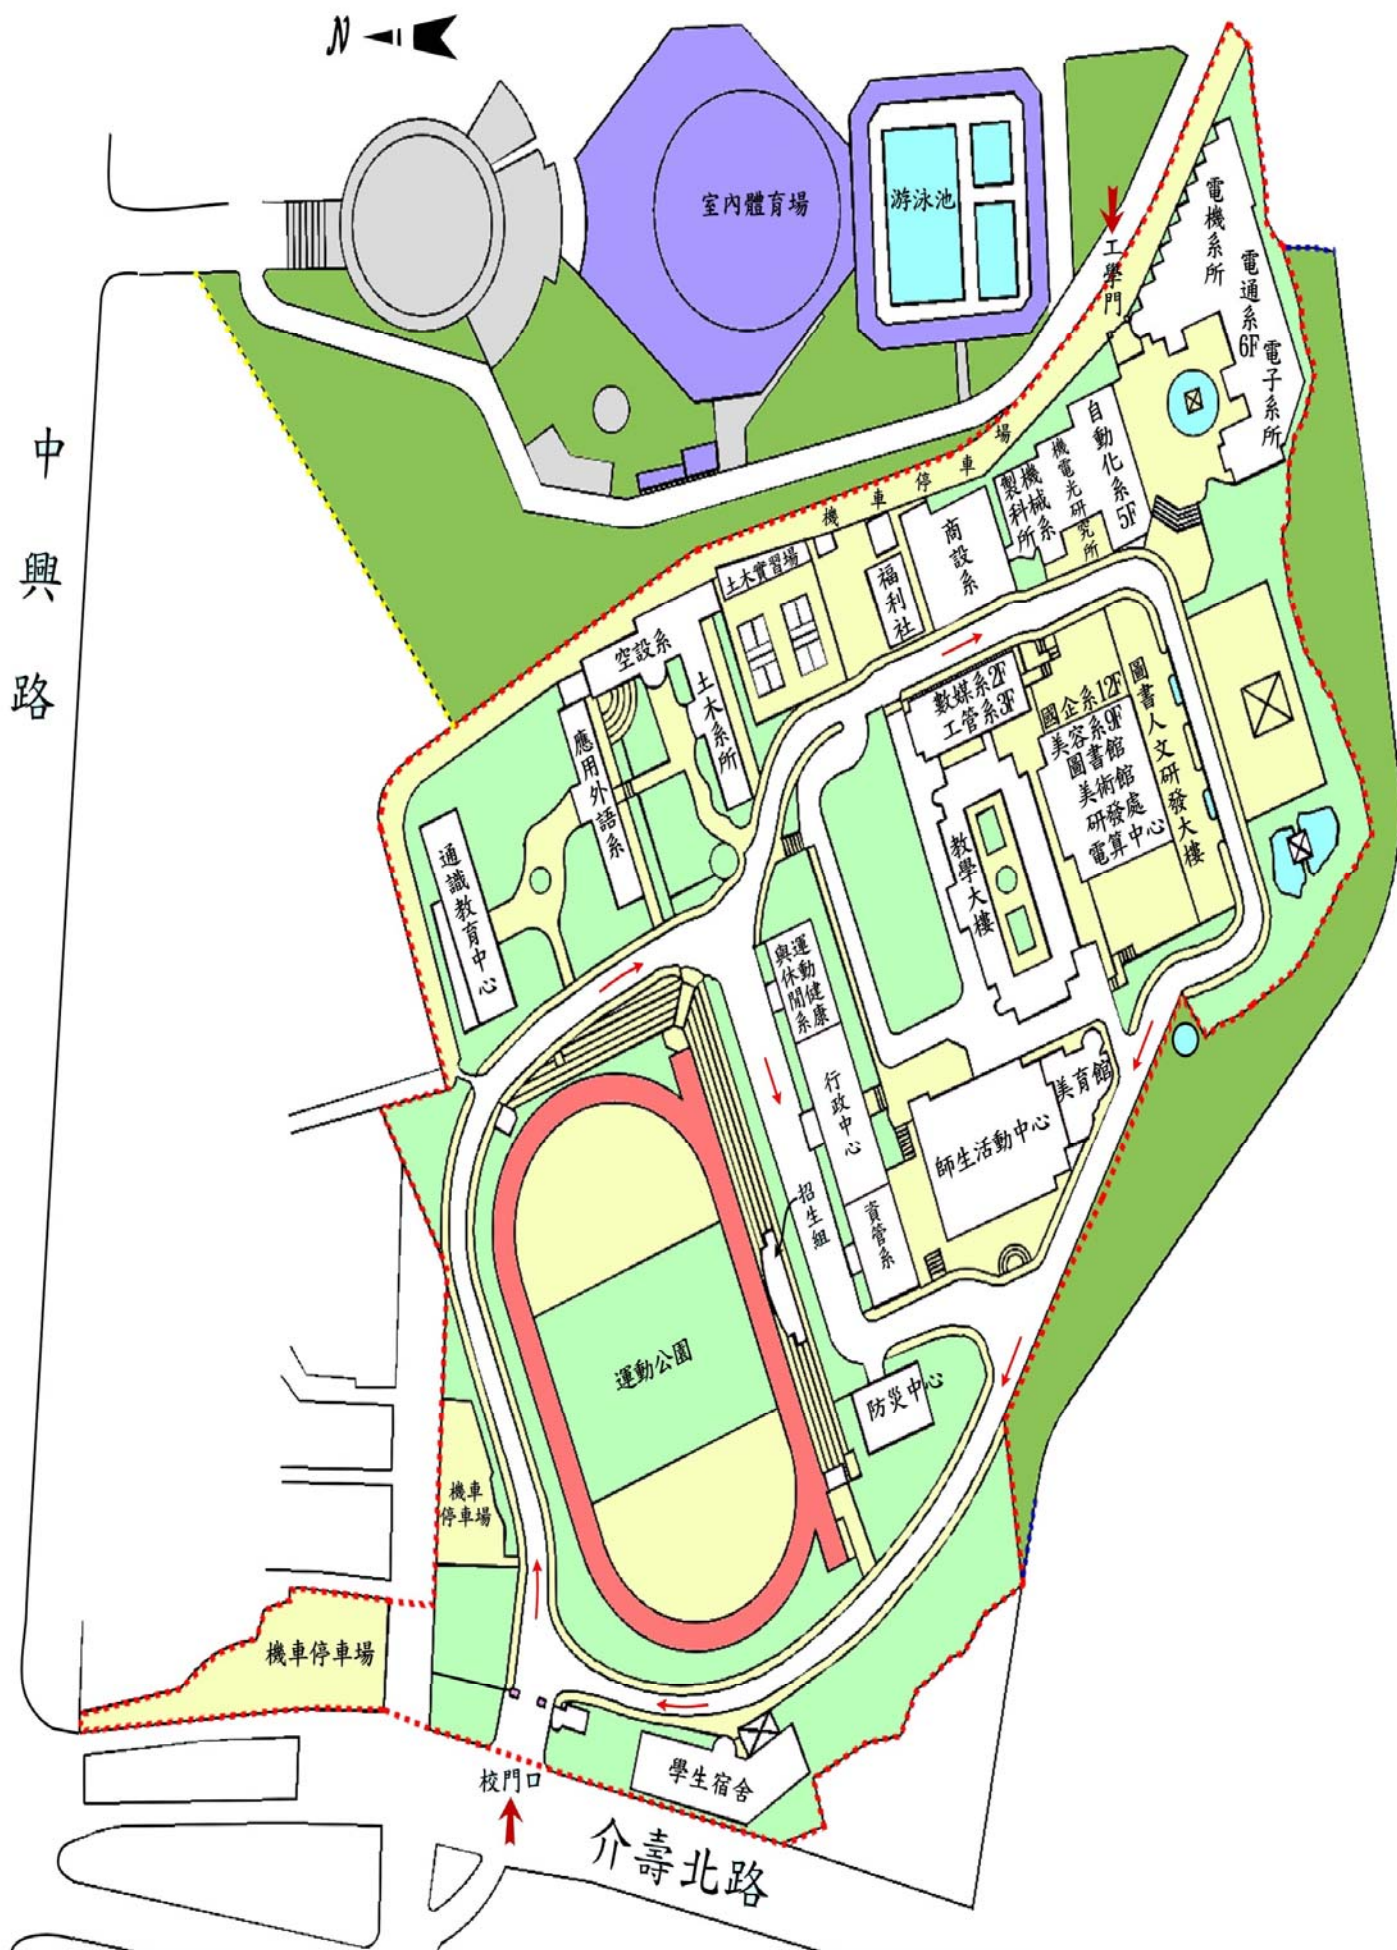 N
室內體育場
游泳池
工學門
電機系所
電通系
6F
電子系所
中興路
機車停車場
製科所
機械系
機電光研究所
自動化系
5F
商設系
福利社
土木實習場
空設系
土木系所
應用外語系
通識教育中心
數媒系2F
工管系3F
國企系12F
美容系9F
圖書館
美術館
研發處
電算中心
圖書人文研發大樓
教學大樓
運動健康
與休閒系
行政中心
資管系
招生組
師生活動中心
美育館
防災中心
運動公園
機車
停車場
機車停車場
校門口
學生宿舍
介壽北路